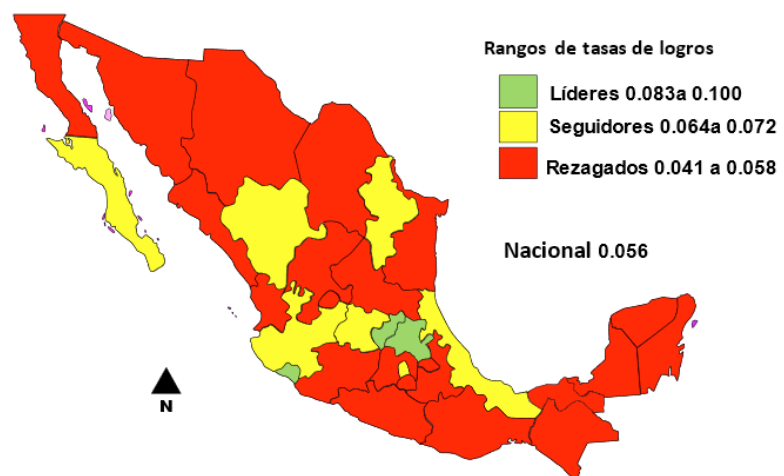 Rangos de tasas de logros
Líderes 0.083a 0.100
Seguidores 0.064a 0.072
Rezagados 0.041 a 0.058
Nacional 0.056
N